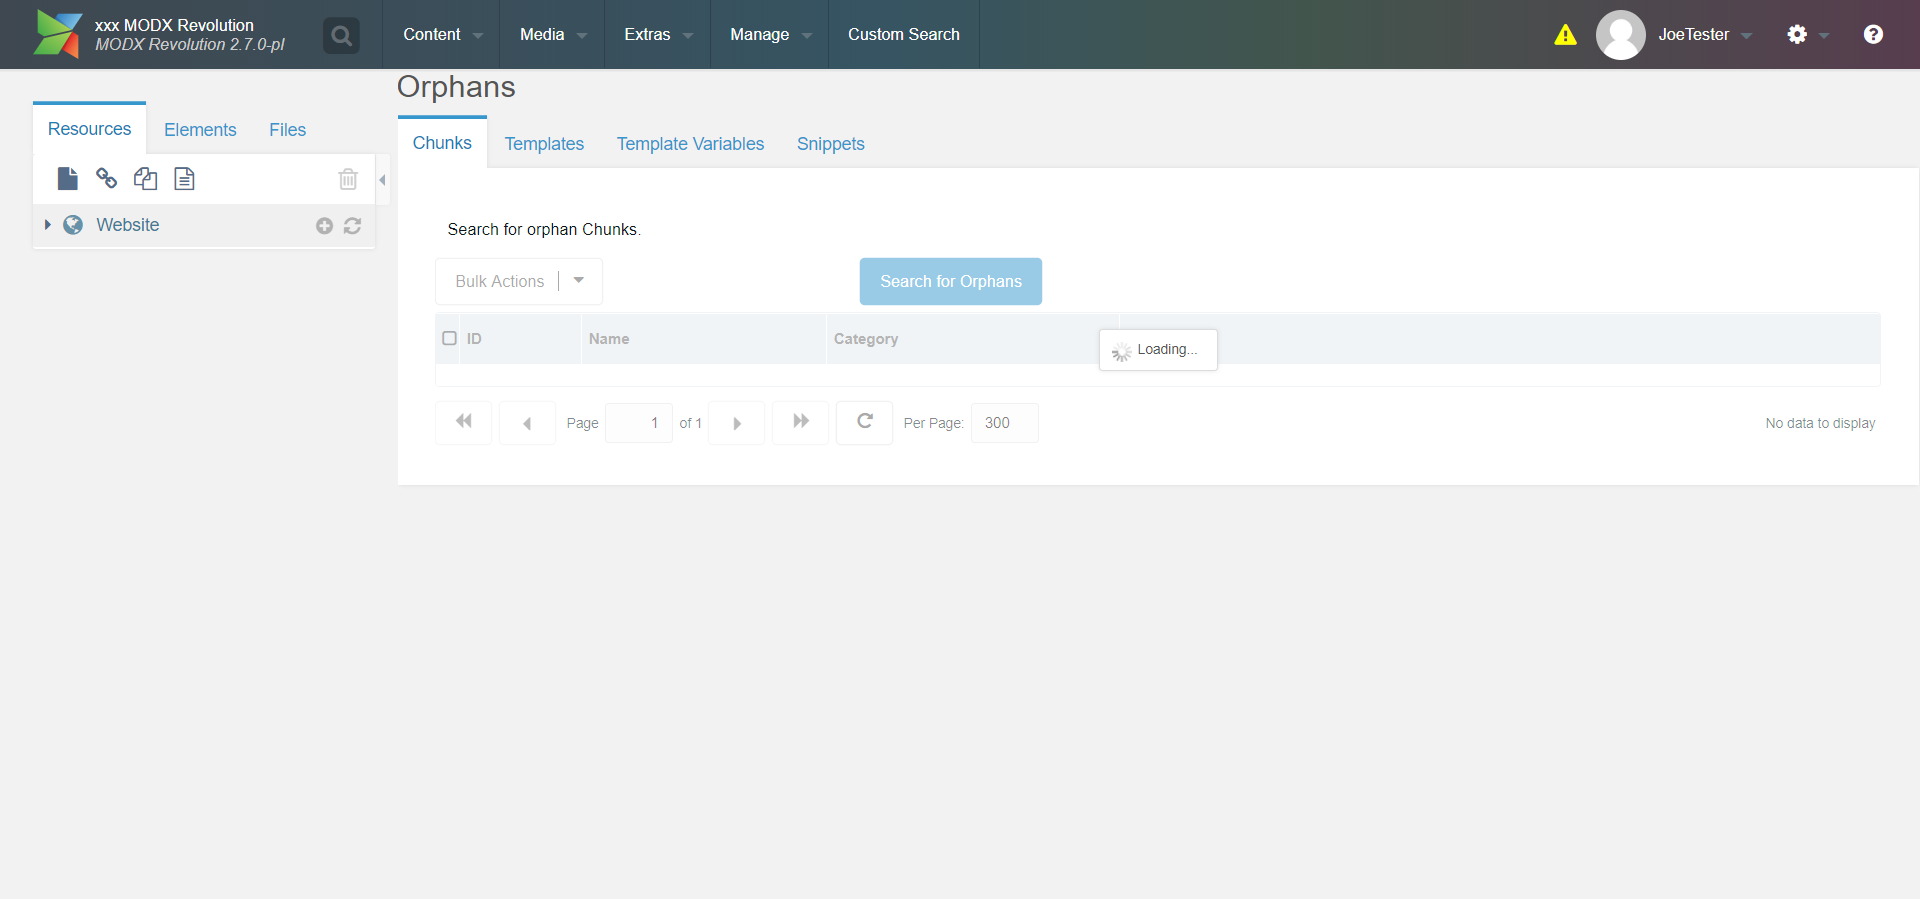 xxx MODX Revolution
MODX Revolution 2.7.0-pl
Content
Media
Extras
Manage
Custom Search
JoeTester
Resources
Elements
Files
Website
Orphans
Chunks
Templates
Template Variables
Snippets
Search for orphan Chunks.
Bulk Actions
Search for Orphans
ID
Name
Category
Loading...
Page
1
of 1
Per Page:
300
No data to display